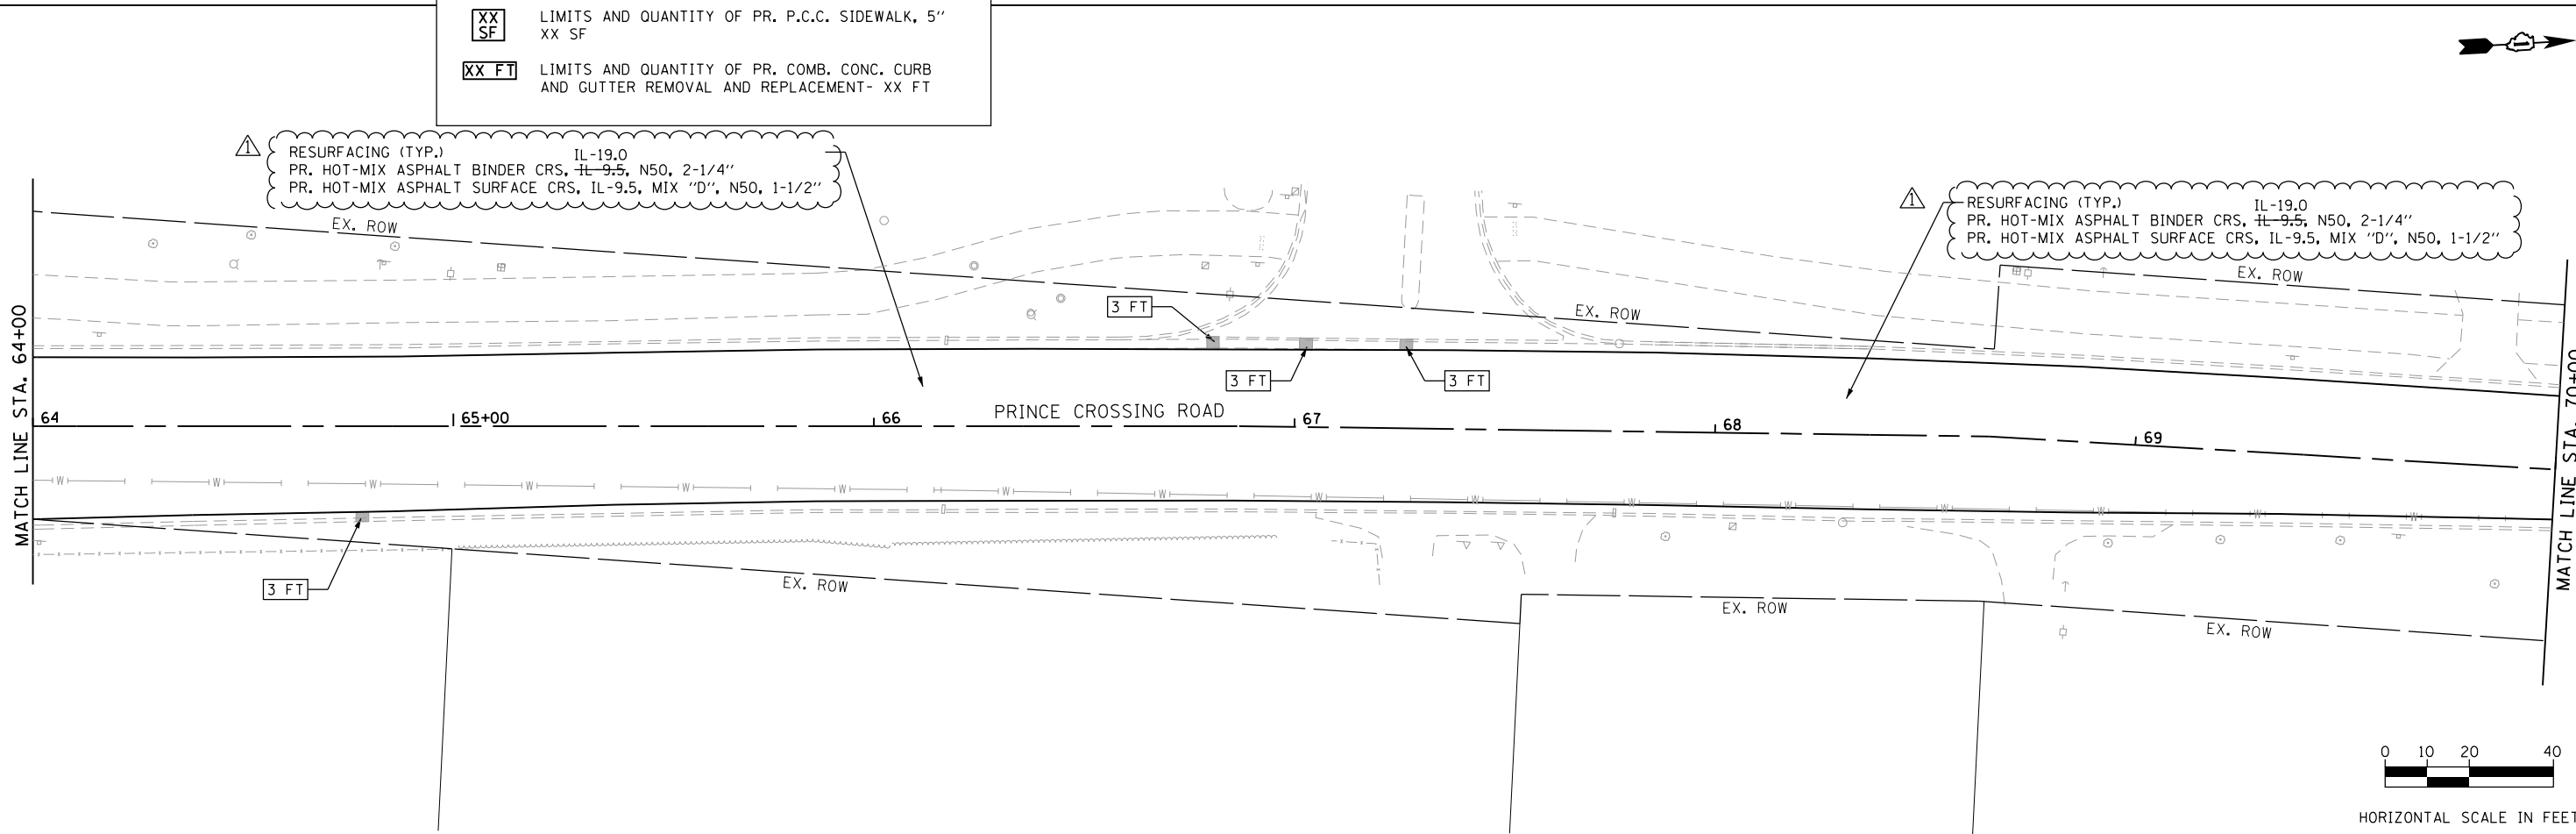 XX
SF
LIMITS AND QUANTITY OF PR. P.C.C. SIDEWALK, 5"
XX SF
XX FT
LIMITS AND QUANTITY OF PR. COMB. CONC. CURB
AND GUTTER REMOVAL AND REPLACEMENT- XX FT
1
RESURFACING (TYP.)
IL-19.0
PR. HOT-MIX ASPHALT BINDER CRS, IL-9.5, N50, 2-1/4"
PR. HOT-MIX ASPHALT SURFACE CRS, IL-9.5, MIX "D", N50, 1-1/2"
1
RESURFACING (TYP.)
IL-19.0
PR. HOT-MIX ASPHALT BINDER CRS, IL-9.5, N50, 2-1/4"
PR. HOT-MIX ASPHALT SURFACE CRS, IL-9.5, MIX "D", N50, 1-1/2"
EX. ROW
EX. ROW
EX. ROW
3 FT
3 FT
3 FT
MATCH LINE STA. 64+00
64
65+00
66
PRINCE CROSSING ROAD
67
68
69
MATCH LINE STA. 70+00
W W W W W W W W W W W W W W W W
3 FT
EX. ROW
EX. ROW
EX. ROW
0 10 20 40
HORIZONTAL SCALE IN FEET